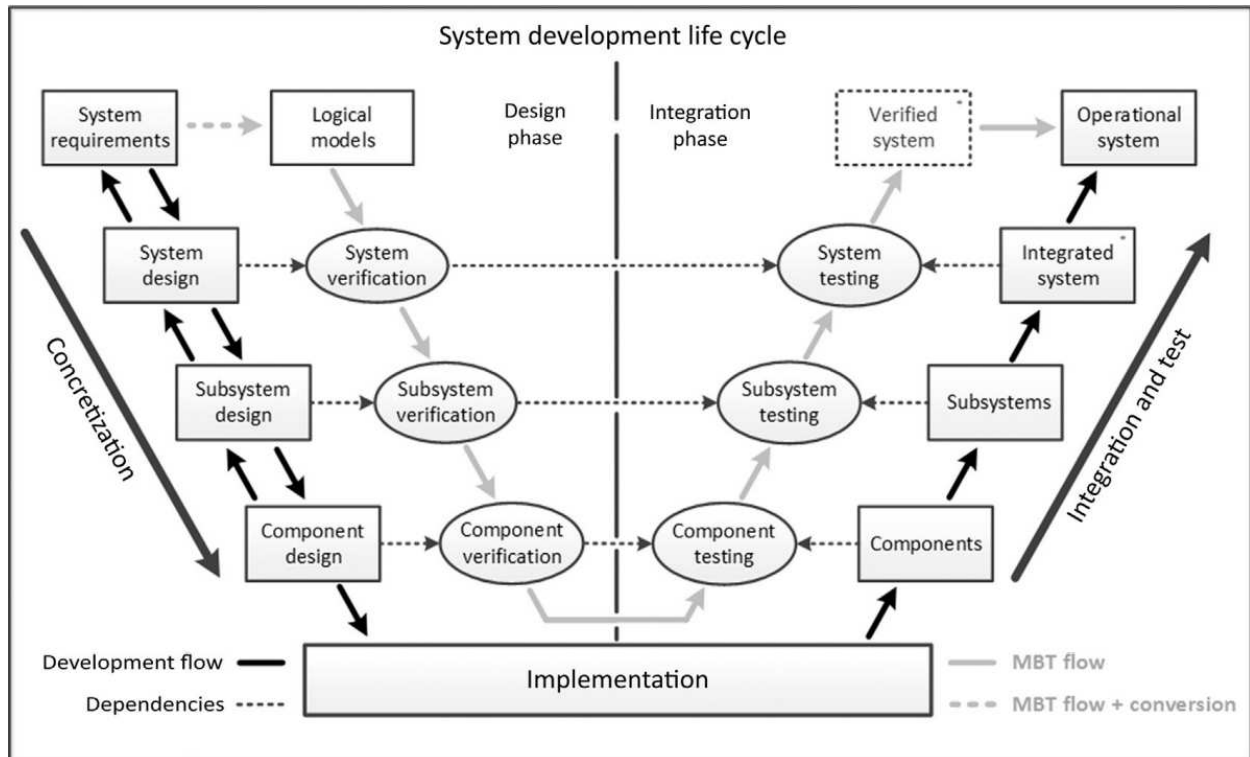 System development life cycle
System
requirements
Logical
models
Design
phase
Integration
phase
Verified
system
Operational
system
System
design
System
verification
System
testing
Integrated
system
Concretization
Subsystem
design
Subsystem
verification
Subsystem
testing
Subsystems
Integration and test
Component
design
Component
verification
Component
testing
Components
Development flow
Dependencies
Implementation
MBT flow
MBT flow + conversion